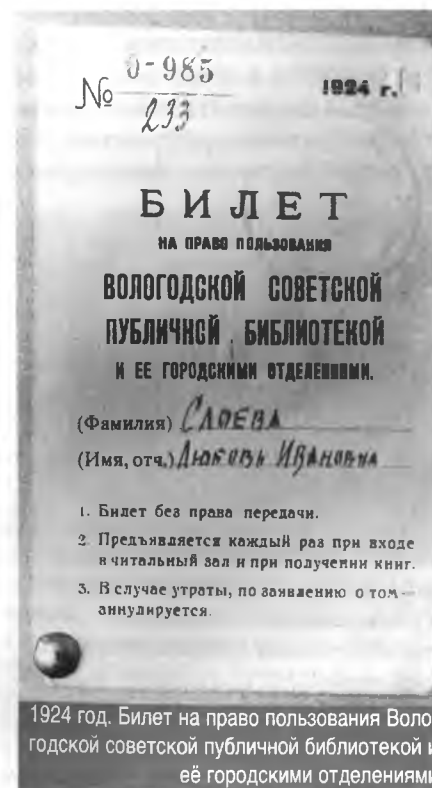 № 0-985
233
1924 г.
БИЛЕТ
НА ПРАВО ПОЛЬЗОВАНИЯ
ВОЛОГОДСКОЙ СОВЕТСКОЙ
ПУБЛИЧНОЙ БИБЛИОТЕКОЙ
И ЕЕ ГОРОДСКИМИ ОТДЕЛЕНИЯМИ.
(Фамилия) Слоева
(Имя, отч.) Любовь Ивановна
1. Билет без права передачи.
2. Предъявляется каждый раз при входе
в читальный зал и при получении книг.
3. В случае утраты, по заявлению о том—
аннулируется.
1924 год. Билет на право пользования Воло-
годской советской публичной библиотекой и
её городскими отделениями